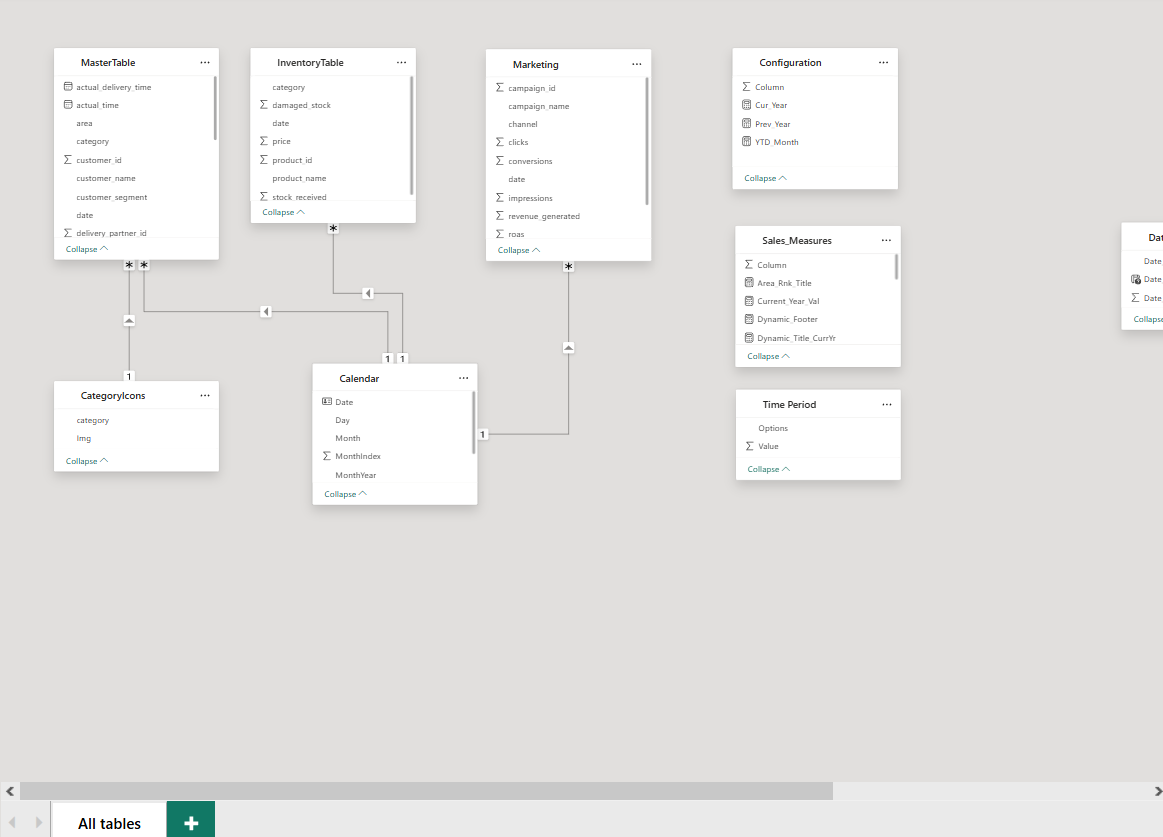 MasterTable ...
actual_delivery_time
actual_time
area
category
customer_id
customer_name
customer_segment
date
delivery_partner_id
Collapse
InventoryTable ...
category
damaged_stock
date
price
product_id
product_name
stock_received
Collapse
Marketing ...
campaign_id
campaign_name
channel
clicks
conversions
date
impressions
revenue_generated
roas
Collapse
Configuration ...
Column
Cur_Year
Prev_Year
YTD_Month
Collapse
Sales_Measures ...
Column
Area_Rnk_Title
Current_Year_Val
Dynamic_Footer
Dynamic_Title_CurrYr
Collapse
Dat
Date_
Date
Date_
Collapse
* *
*
*
1
1 1
1
CategoryIcons ...
category
Img
Collapse
Calendar ...
Date
Day
Month
MonthIndex
MonthYear
Collapse
Time Period ...
Options
Value
Collapse
All tables
+